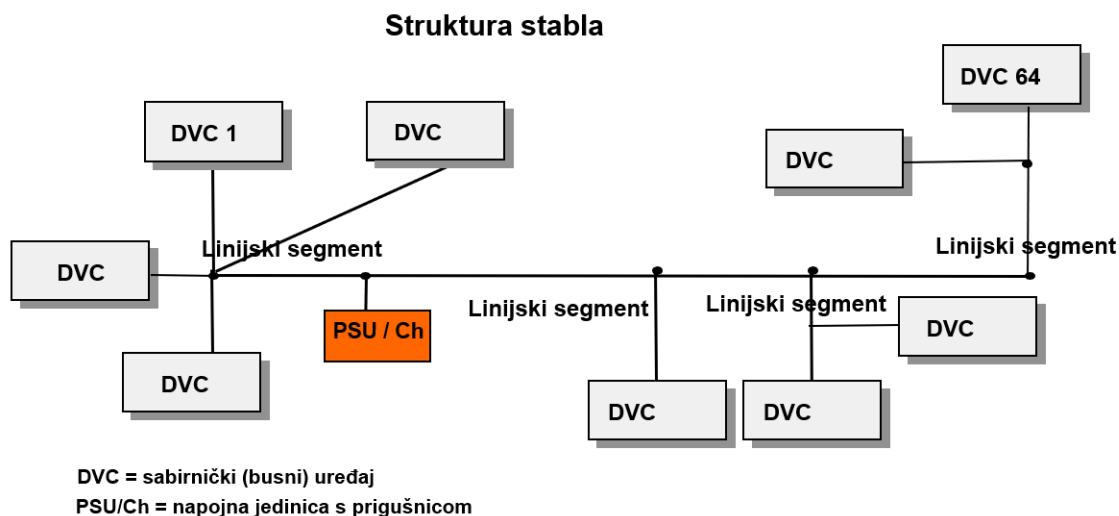 Struktura stabla
DVC 64
DVC 1
DVC
DVC
Linijski segment
Linijski segment
DVC
Linijski segment
Linijski segment
PSU / Ch
DVC
DVC
DVC
DVC
DVC = sabirnički (busni) uređaj
PSU/Ch = napojna jedinica s prigušnicom